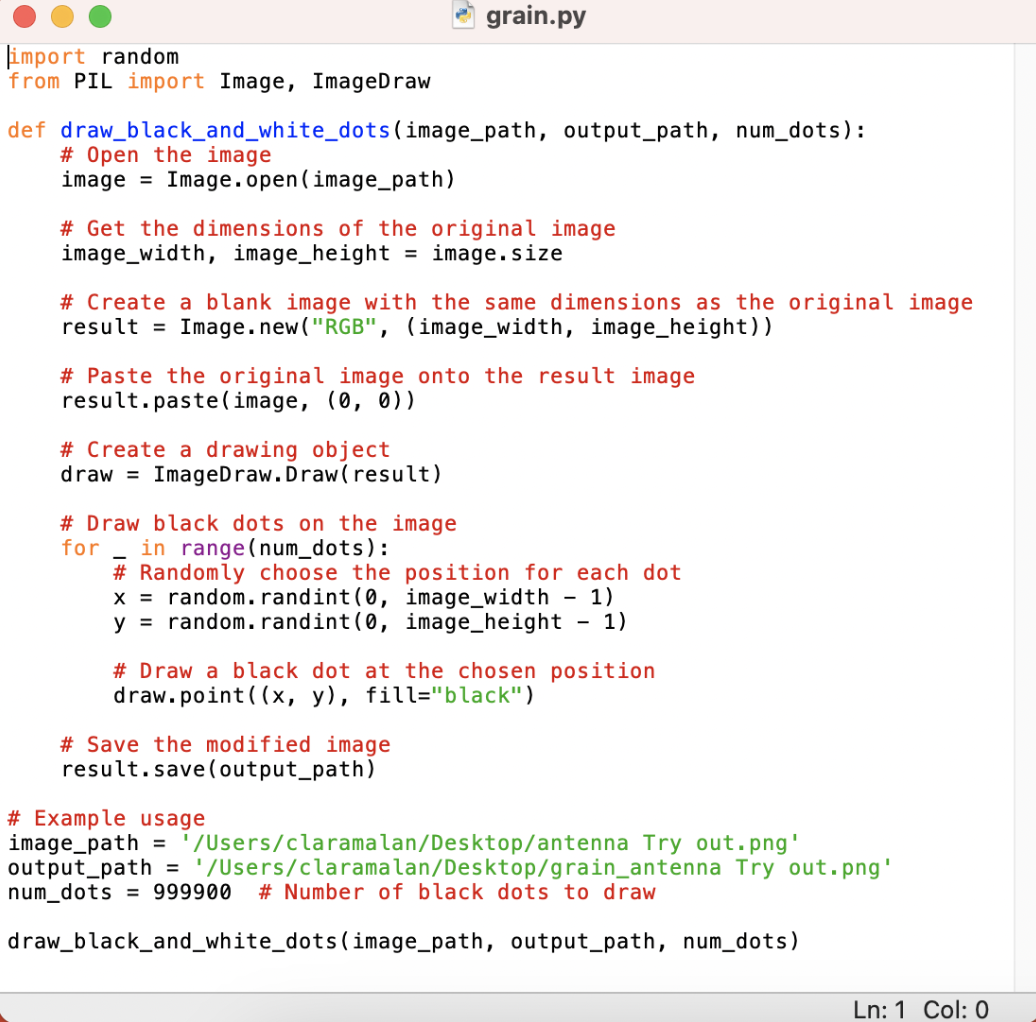 grain.py
import random
from PIL import Image, ImageDraw

def draw_black_and_white_dots(image_path, output_path, num_dots):
    # Open the image
    image = Image.open(image_path)

    # Get the dimensions of the original image
    image_width, image_height = image.size

    # Create a blank image with the same dimensions as the original image
    result = Image.new("RGB", (image_width, image_height))

    # Paste the original image onto the result image
    result.paste(image, (0, 0))

    # Create a drawing object
    draw = ImageDraw.Draw(result)

    # Draw black dots on the image
    for _ in range(num_dots):
        # Randomly choose the position for each dot
        x = random.randint(0, image_width - 1)
        y = random.randint(0, image_height - 1)

        # Draw a black dot at the chosen position
        draw.point((x, y), fill="black")

    # Save the modified image
    result.save(output_path)

# Example usage
image_path = '/Users/claramalan/Desktop/antenna Try out.png'
output_path = '/Users/claramalan/Desktop/grain_antenna Try out.png'
num_dots = 999900  # Number of black dots to draw

draw_black_and_white_dots(image_path, output_path, num_dots)
Ln: 1  Col: 0